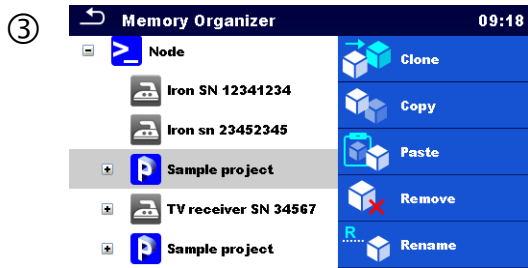 ③
Memory Organizer 09:18
Node
Clone
Iron SN 12341234
Copy
Iron sn 23452345
Paste
Sample project
Remove
TV receiver SN 34567
R
Rename
Sample project